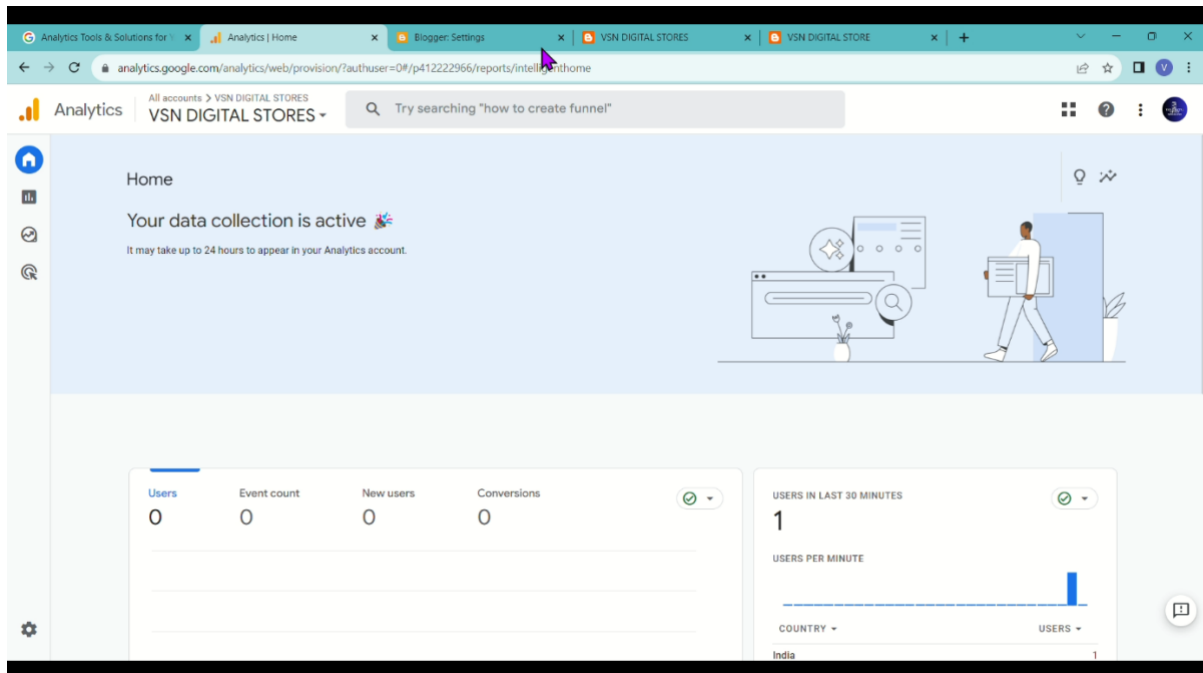 Analytics Tools & Solutions for
Analytics | Home
Blogger: Settings
VSN DIGITAL STORES
VSN DIGITAL STORE
analytics.google.com/analytics/web/provision/?authuser=0#/p412222966/reports/intelligenthome
V
Analytics
All accounts > VSN DIGITAL STORES
VSN DIGITAL STORES
Try searching "how to create funnel"
Home
Your data collection is active
It may take up to 24 hours to appear in your Analytics account.
Users
Event count
New users
Conversions
0
0
0
0
USERS IN LAST 30 MINUTES
1
USERS PER MINUTE
COUNTRY
USERS
India
1